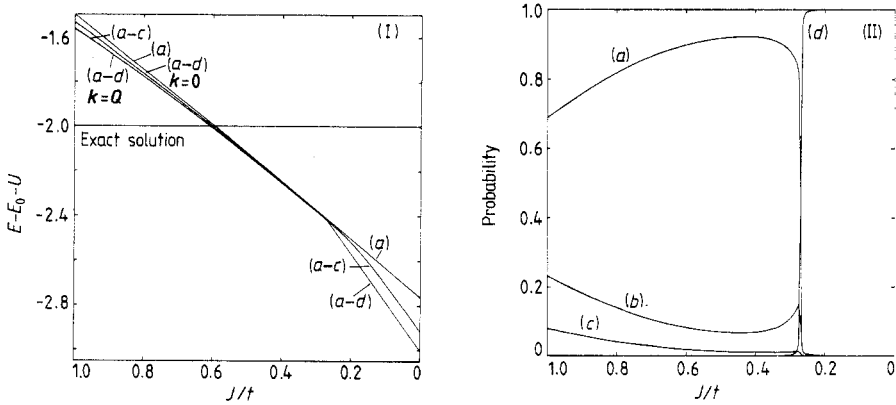 (I)
-1.6
-2.0
-2.4
-2.8
E-E0-U
(a-c)
(a)
(a-d)
k=0
(a-d)
k=Q
Exact solution
(a)
(a-c)
(a-d)
1.0 0.8 0.6 0.4 0.2 0
J/t
(II)
1.0
0.8
0.6
0.4
0.2
0
Probability
(a)
(b).
(c)
(d)
1.0 0.8 0.6 0.4 0.2 0
J/t